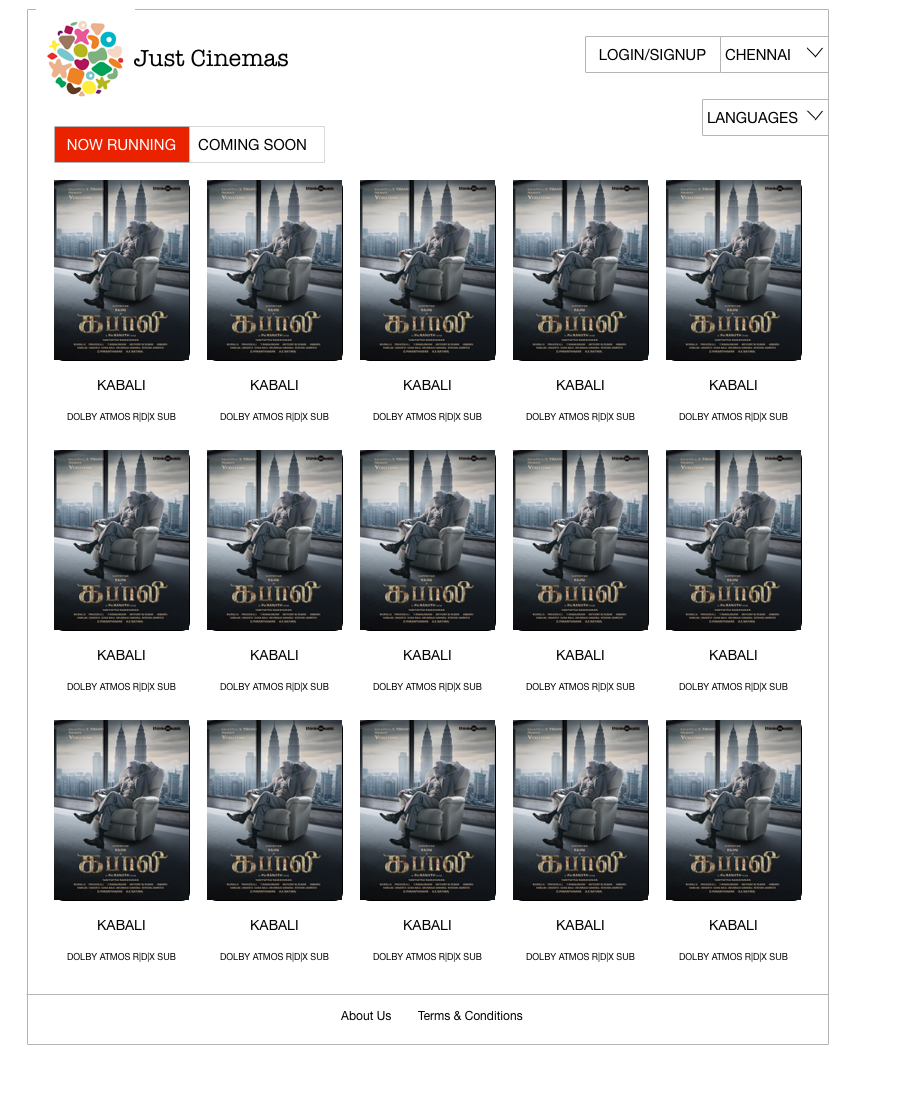 Just Cinemas
LOGIN/SIGNUP
CHENNAI
LANGUAGES
NOW RUNNING
COMING SOON
கபாலி
கபாலி
கபாலி
கபாலி
கபாலி
KABALI
KABALI
KABALI
KABALI
KABALI
DOLBY ATMOS R|D|X SUB
DOLBY ATMOS R|D|X SUB
DOLBY ATMOS R|D|X SUB
DOLBY ATMOS R|D|X SUB
DOLBY ATMOS R|D|X SUB
கபாலி
கபாலி
கபாலி
கபாலி
கபாலி
KABALI
KABALI
KABALI
KABALI
KABALI
DOLBY ATMOS R|D|X SUB
DOLBY ATMOS R|D|X SUB
DOLBY ATMOS R|D|X SUB
DOLBY ATMOS R|D|X SUB
DOLBY ATMOS R|D|X SUB
கபாலி
கபாலி
கபாலி
கபாலி
கபாலி
KABALI
KABALI
KABALI
KABALI
KABALI
DOLBY ATMOS R|D|X SUB
DOLBY ATMOS R|D|X SUB
DOLBY ATMOS R|D|X SUB
DOLBY ATMOS R|D|X SUB
DOLBY ATMOS R|D|X SUB
About Us
Terms & Conditions